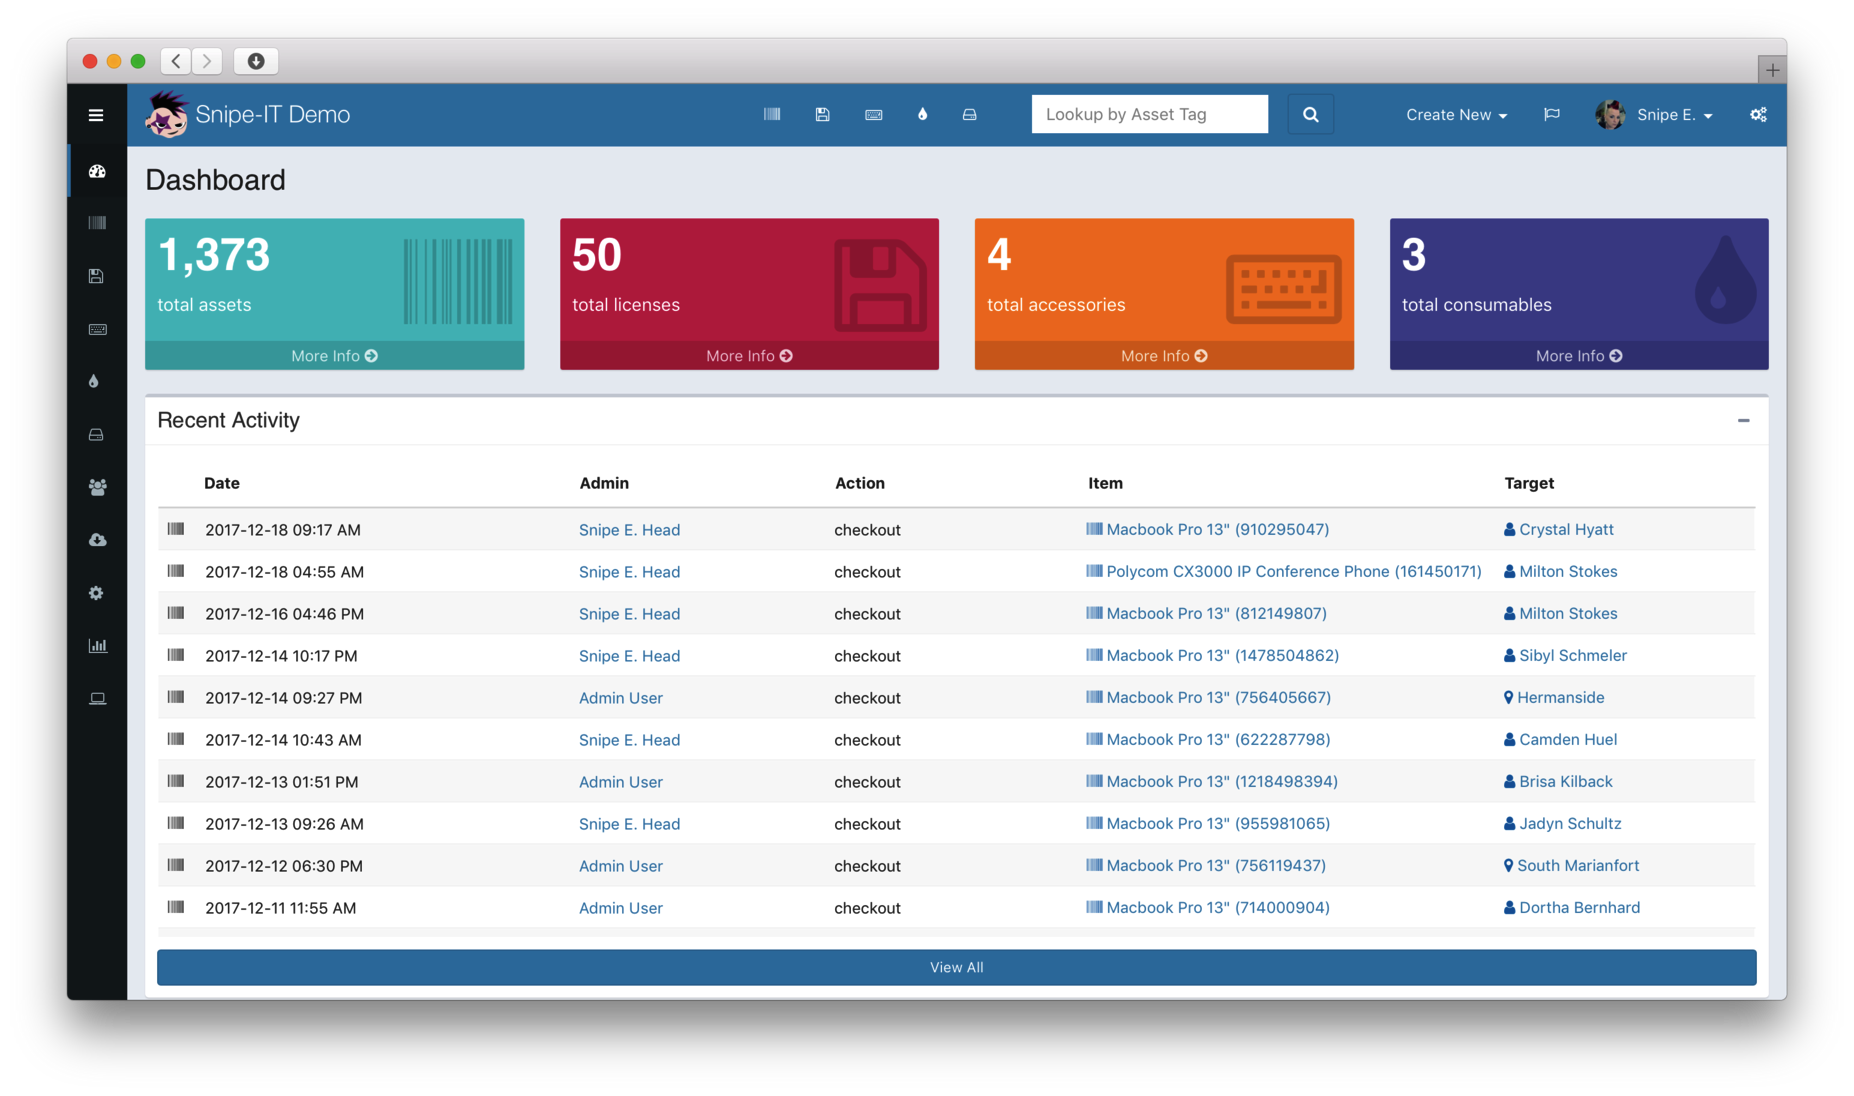 Snipe-IT Demo
Lookup by Asset Tag
Create New
Snipe E.
Dashboard
1,373
total assets
More Info
50
total licenses
More Info
4
total accessories
More Info
3
total consumables
More Info
Recent Activity
Date Admin Action Item Target
2017-12-18 09:17 AM Snipe E. Head checkout Macbook Pro 13" (910295047) Crystal Hyatt
2017-12-18 04:55 AM Snipe E. Head checkout Polycom CX3000 IP Conference Phone (161450171) Milton Stokes
2017-12-16 04:46 PM Snipe E. Head checkout Macbook Pro 13" (812149807) Milton Stokes
2017-12-14 10:17 PM Snipe E. Head checkout Macbook Pro 13" (1478504862) Sibyl Schmeler
2017-12-14 09:27 PM Admin User checkout Macbook Pro 13" (756405667) Hermanside
2017-12-14 10:43 AM Snipe E. Head checkout Macbook Pro 13" (622287798) Camden Huel
2017-12-13 01:51 PM Admin User checkout Macbook Pro 13" (1218498394) Brisa Kilback
2017-12-13 09:26 AM Snipe E. Head checkout Macbook Pro 13" (955981065) Jadyn Schultz
2017-12-12 06:30 PM Admin User checkout Macbook Pro 13" (756119437) South Marianfort
2017-12-11 11:55 AM Admin User checkout Macbook Pro 13" (714000904) Dortha Bernhard
View All